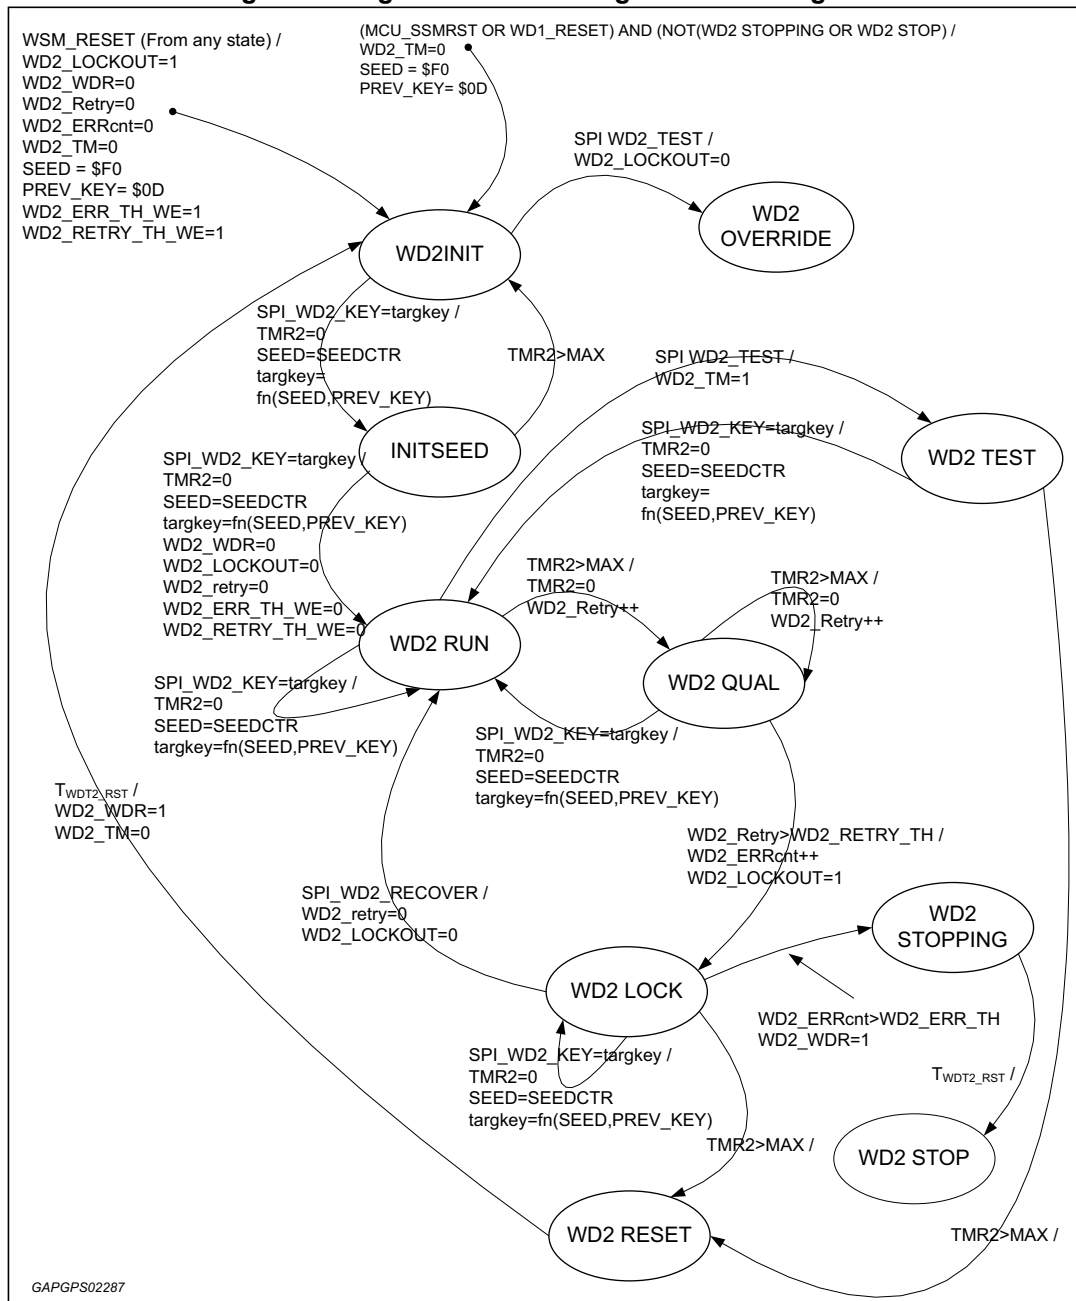 WSM_RESET (From any state) /
WD2_LOCKOUT=1
WD2_WDR=0
WD2_Retry=0
WD2_ERRcnt=0
WD2_TM=0
SEED = $F0
PREV_KEY= $0D
WD2_ERR_TH_WE=1
WD2_RETRY_TH_WE=1
(MCU_SSMRST OR WD1_RESET) AND (NOT(WD2 STOPPING OR WD2 STOP) /
WD2_TM=0
SEED = $F0
PREV_KEY= $0D
SPI WD2_TEST /
WD2_LOCKOUT=0
WD2
OVERRIDE
WD2INIT
SPI_WD2_KEY=targkey /
TMR2=0
SEED=SEEDCTR
targkey=
fn(SEED,PREV_KEY)
TMR2>MAX
SPI WD2_TEST /
WD2_TM=1
INITSEED
SPI_WD2_KEY=targkey /
TMR2=0
SEED=SEEDCTR
targkey=
fn(SEED,PREV_KEY)
WD2 TEST
SPI_WD2_KEY=targkey /
TMR2=0
SEED=SEEDCTR
targkey=fn(SEED,PREV_KEY)
WD2_WDR=0
WD2_LOCKOUT=0
WD2_retry=0
WD2_ERR_TH_WE=0
WD2_RETRY_TH_WE=0
TMR2>MAX /
TMR2=0
WD2_Retry++
TMR2>MAX /
TMR2=0
WD2_Retry++
WD2 RUN
WD2 QUAL
SPI_WD2_KEY=targkey /
TMR2=0
SEED=SEEDCTR
targkey=fn(SEED,PREV_KEY)
SPI_WD2_KEY=targkey /
TMR2=0
SEED=SEEDCTR
targkey=fn(SEED,PREV_KEY)
TWDT2_RST /
WD2_WDR=1
WD2_TM=0
WD2_Retry>WD2_RETRY_TH /
WD2_ERRcnt++
WD2_LOCKOUT=1
SPI_WD2_RECOVER /
WD2_retry=0
WD2_LOCKOUT=0
WD2
STOPPING
WD2 LOCK
WD2_ERRcnt>WD2_ERR_TH
WD2_WDR=1
SPI_WD2_KEY=targkey /
TMR2=0
SEED=SEEDCTR
targkey=fn(SEED,PREV_KEY)
TWDT2_RST /
TMR2>MAX /
WD2 STOP
WD2 RESET
TMR2>MAX /
GAPGPS02287